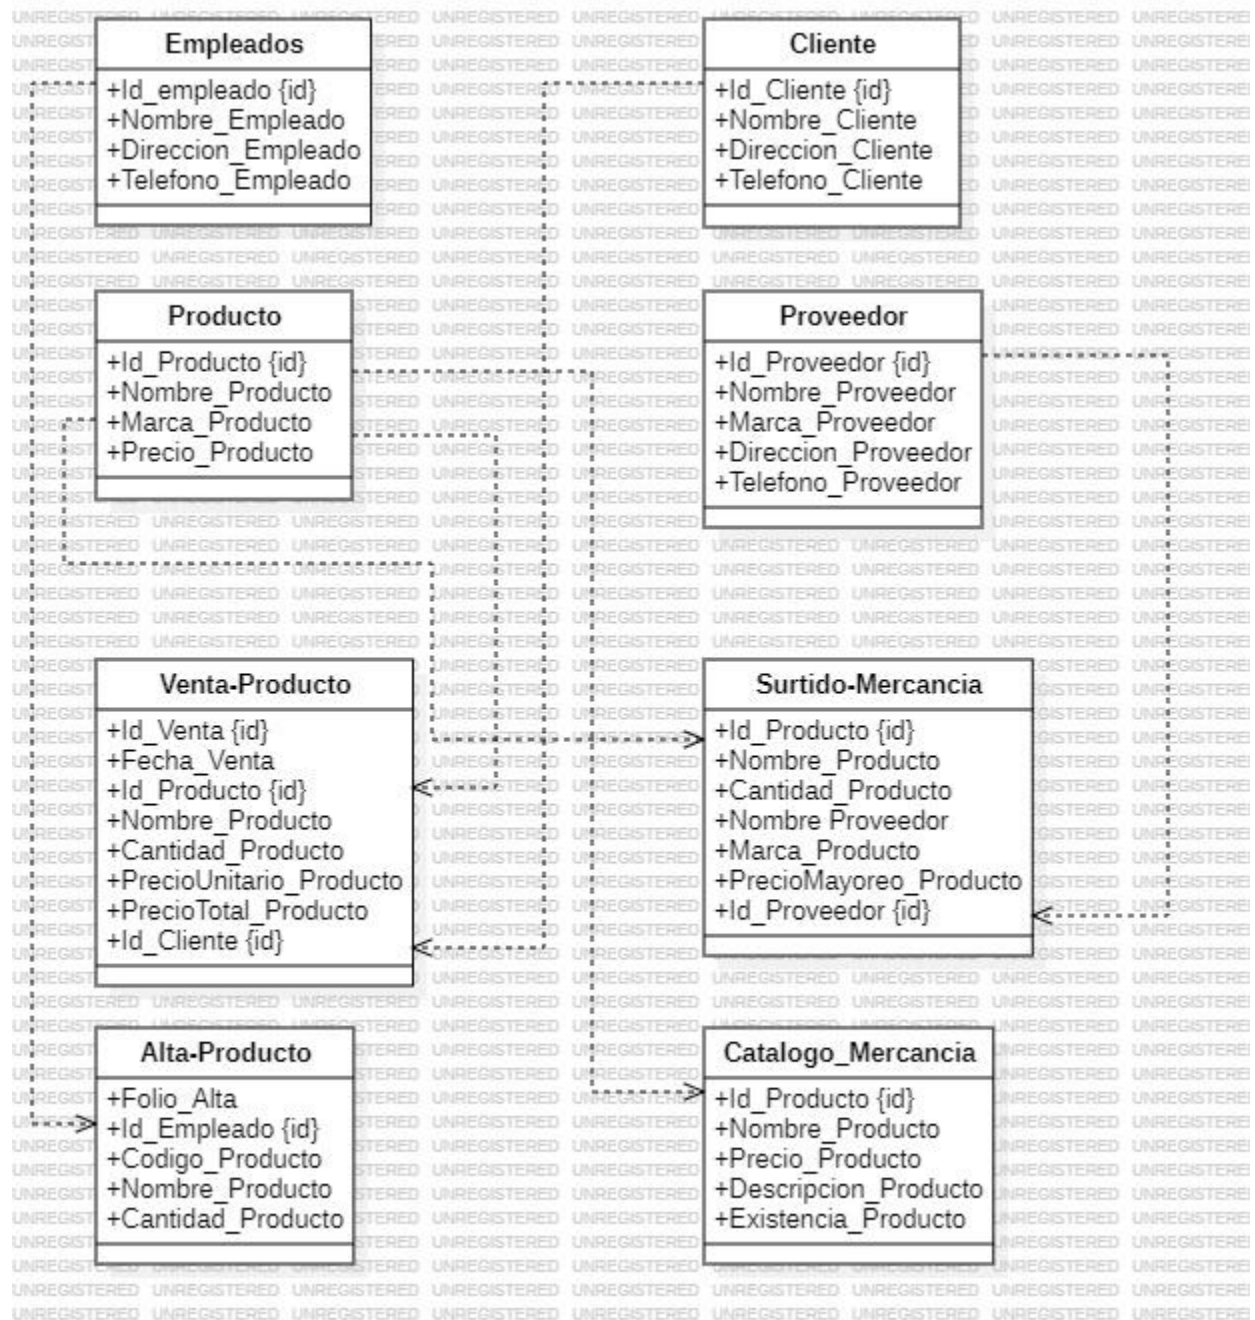 Empleados
+Id_empleado {id}
+Nombre_Empleado
+Direccion_Empleado
+Telefono_Empleado
Cliente
+Id_Cliente {id}
+Nombre_Cliente
+Direccion_Cliente
+Telefono_Cliente
Producto
+Id_Producto {id}
+Nombre_Producto
+Marca_Producto
+Precio_Producto
Proveedor
+Id_Proveedor {id}
+Nombre_Proveedor
+Marca_Proveedor
+Direccion_Proveedor
+Telefono_Proveedor
Venta-Producto
+Id_Venta {id}
+Fecha_Venta
+Id_Producto {id}
+Nombre_Producto
+Cantidad_Producto
+PrecioUnitario_Producto
+PrecioTotal_Producto
+Id_Cliente {id}
Surtido-Mercancia
+Id_Producto {id}
+Nombre_Producto
+Cantidad_Producto
+Nombre Proveedor
+Marca_Producto
+PrecioMayoreo_Producto
+Id_Proveedor {id}
Alta-Producto
+Folio_Alta
+Id_Empleado {id}
+Codigo_Producto
+Nombre_Producto
+Cantidad_Producto
Catalogo_Mercancia
+Id_Producto {id}
+Nombre_Producto
+Precio_Producto
+Descripcion_Producto
+Existencia_Producto
UNREGISTERED